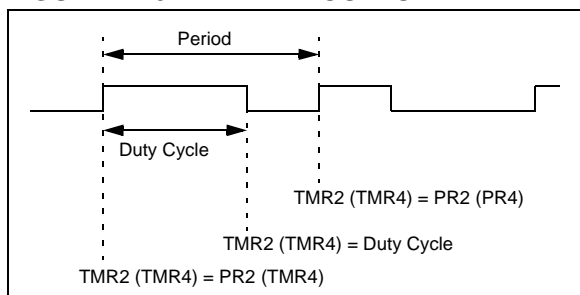 Period
Duty Cycle
TMR2 (TMR4) = PR2 (PR4)
TMR2 (TMR4) = Duty Cycle
TMR2 (TMR4) = PR2 (TMR4)